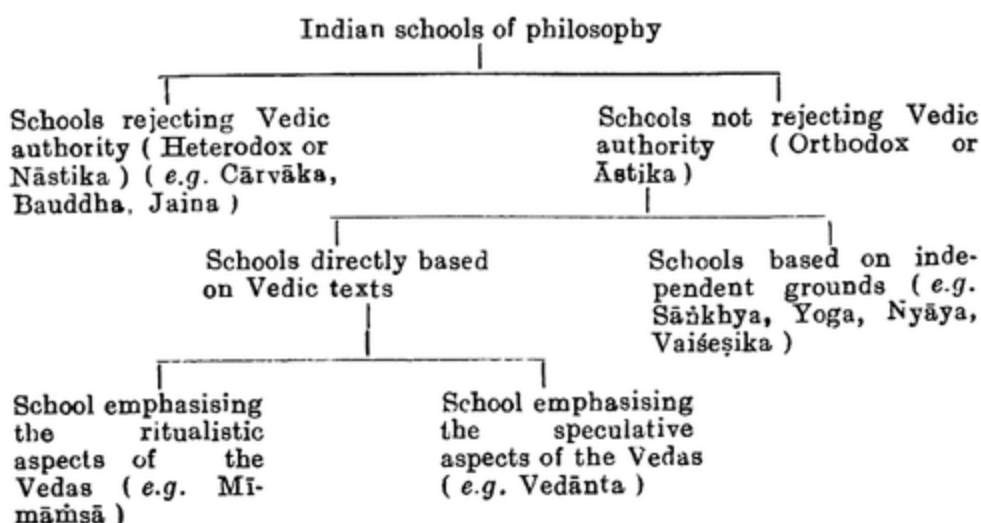 Indian schools of philosophy
Schools rejecting Vedic
authority ( Heterodox or
Nāstika ) ( e.g. Cārvāka,
Bauddha, Jaina )
Schools not rejecting Vedic
authority ( Orthodox or
Āstika )
Schools directly based
on Vedic texts
Schools based on inde-
pendent grounds ( e.g.
Sāṅkhya, Yoga, Nyāya,
Vaiśeṣika )
School emphasising
the ritualistic
aspects of the
Vedas ( e.g. Mī-
māṁsā )
School emphasising
the speculative
aspects of the Vedas
( e.g. Vedānta )